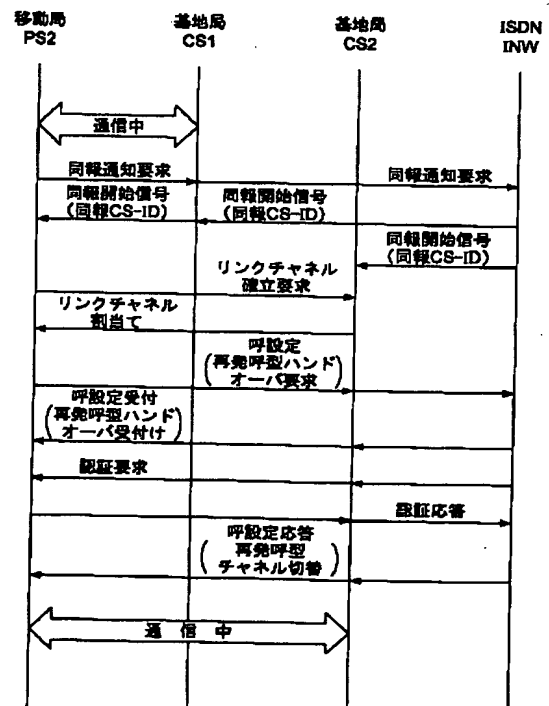 移動局
PS2
基地局
CS1
基地局
CS2
ISDN
INW
通信中
同報通知要求
同報通知要求
同報開始信号
(同報CS-ID)
同報開始信号
(同報CS-ID)
同報開始信号
(同報CS-ID)
リンクチャネル
確立要求
リンクチャネル
割当て
呼設定
(再発呼型ハンド
オーバ要求)
呼設定受付
(再発呼型ハンド
オーバ受付け)
認証要求
認証応答
呼設定応答
(再発呼型
チャネル切替)
通信中